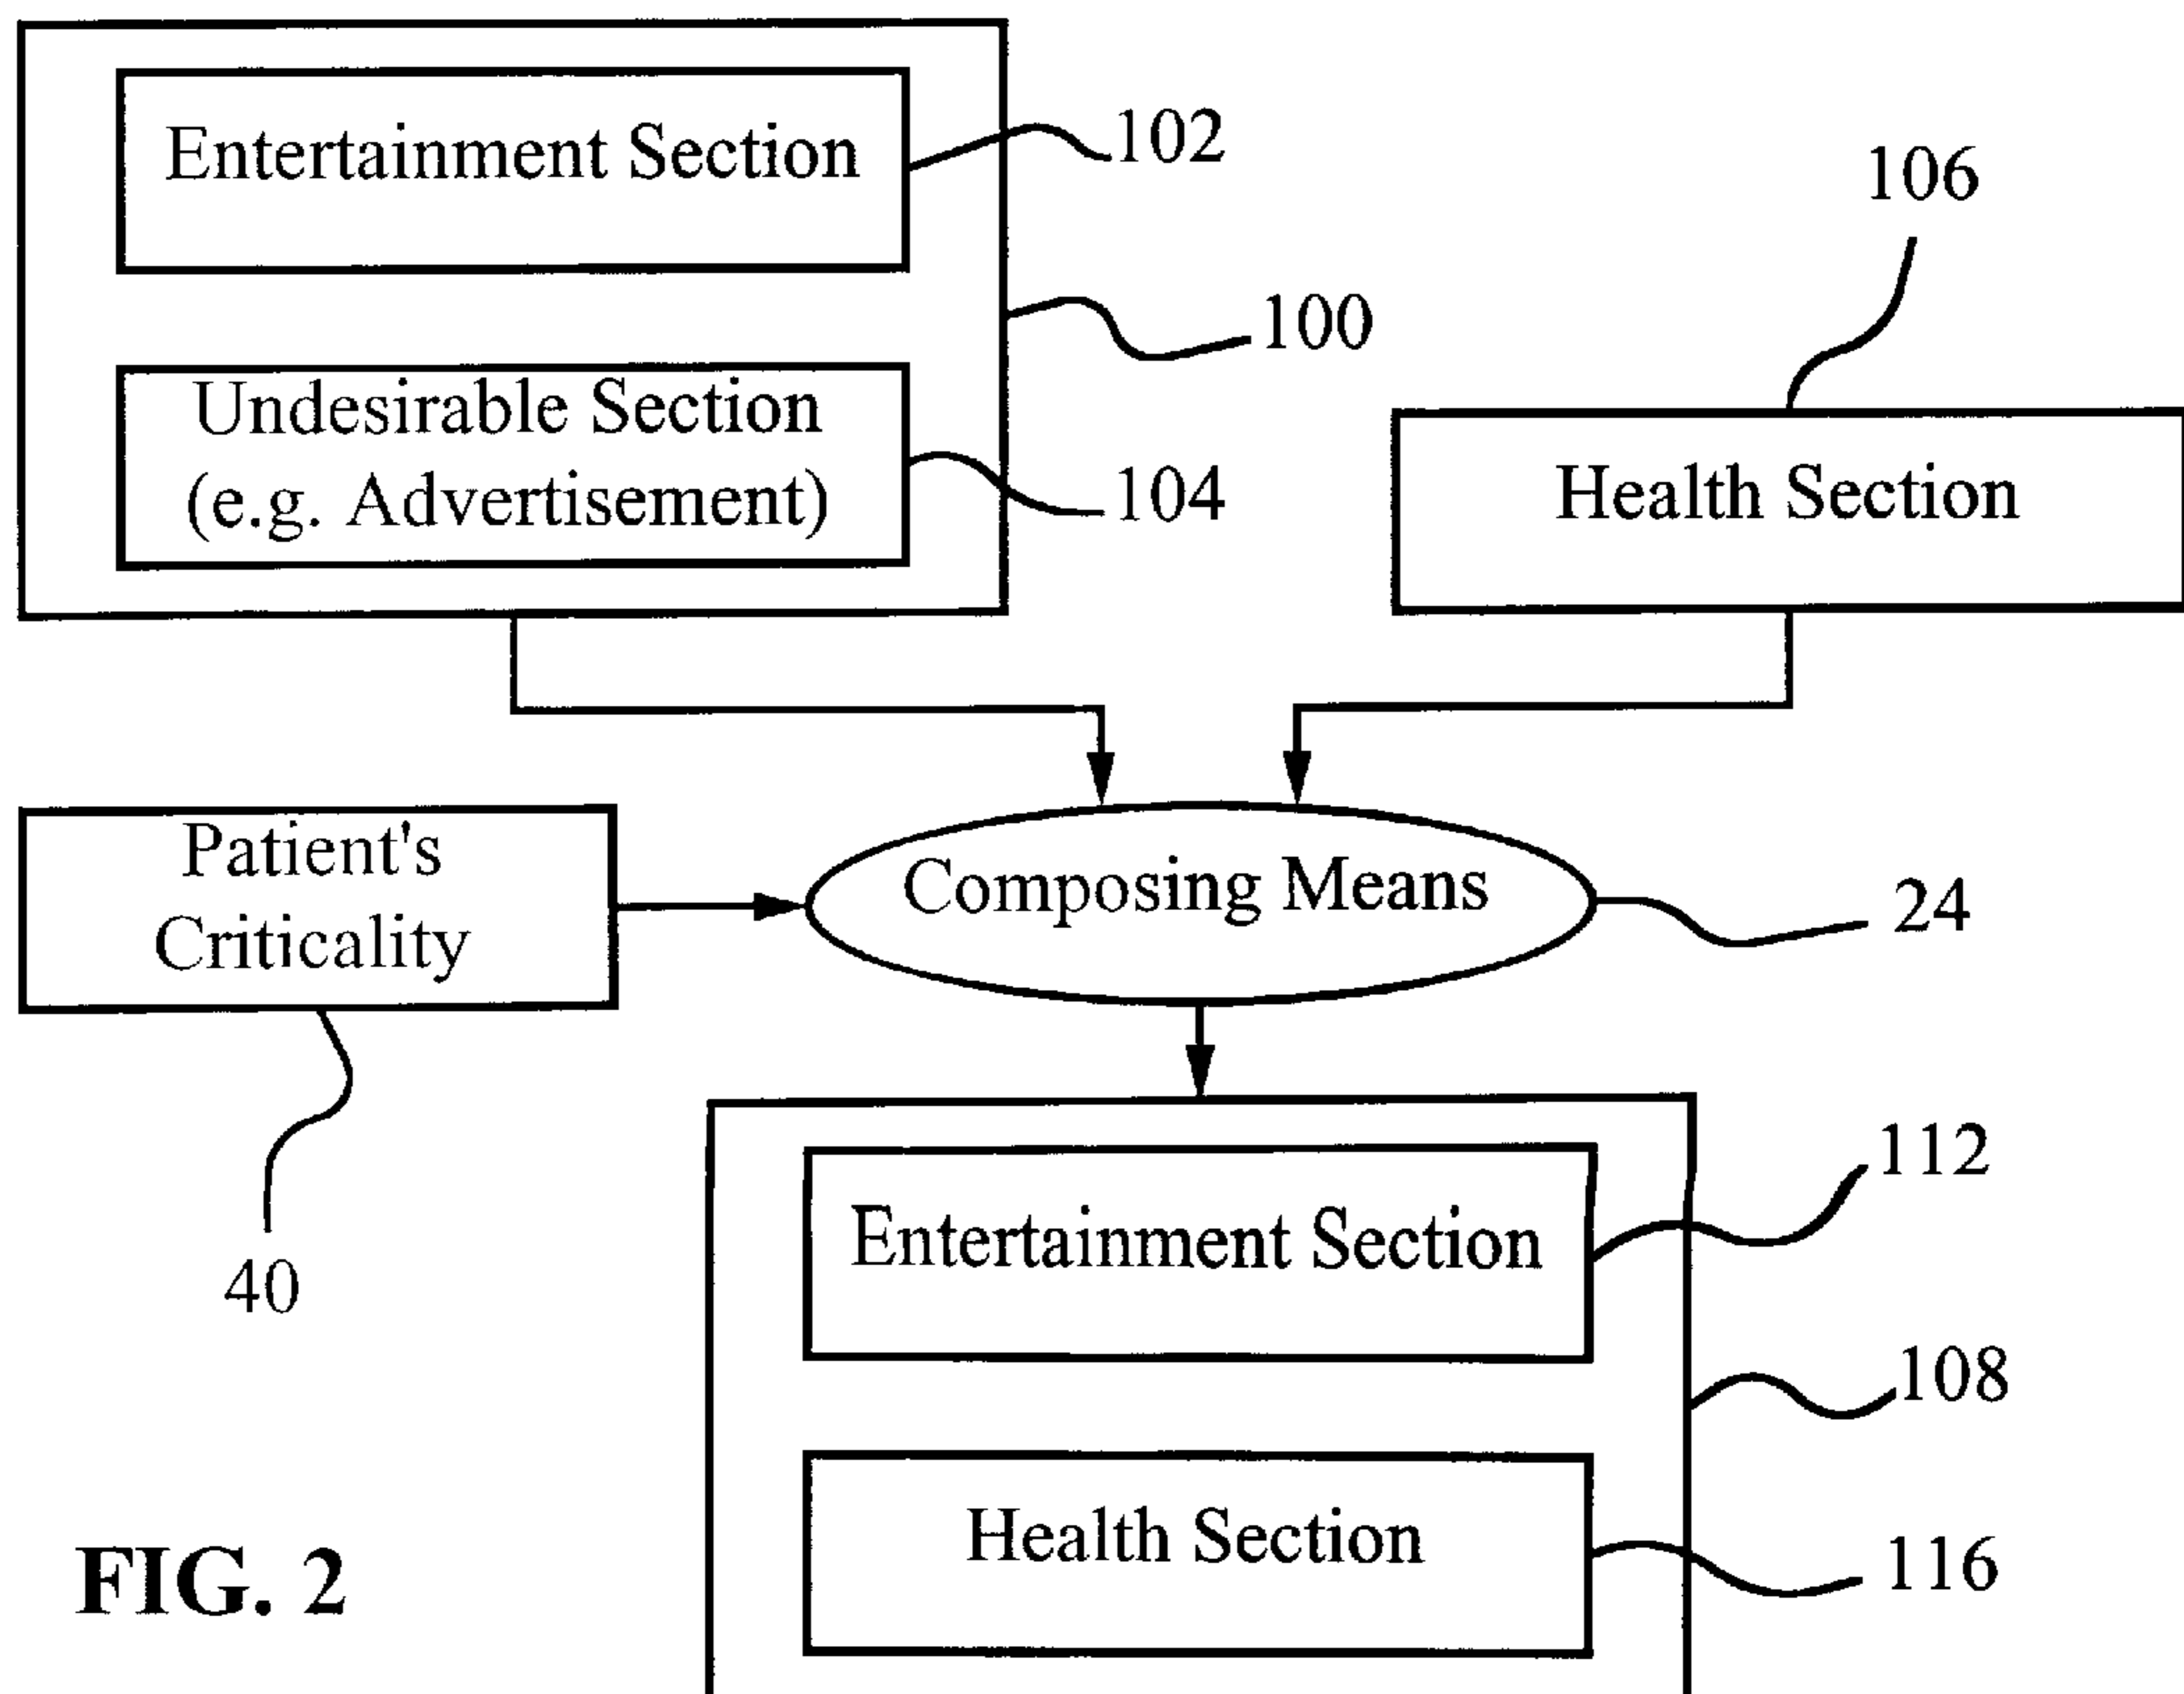 Entertainment Section
102
106
100
Undesirable Section
(e.g. Advertisement)
104
Health Section
Patient's
Criticality
Composing Means
24
40
Entertainment Section
112
108
Health Section
116
FIG. 2